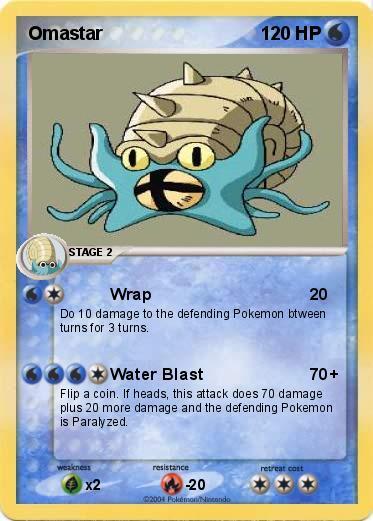 Omastar 120 HP
STAGE 2
Wrap 20
Do 10 damage to the defending Pokemon btween
turns for 3 turns.
Water Blast 70+
Flip a coin. If heads, this attack does 70 damage
plus 20 more damage and the defending Pokemon
is Paralyzed.
weakness resistance retreat cost
x2 -20
©2004 Pokémon/Nintendo